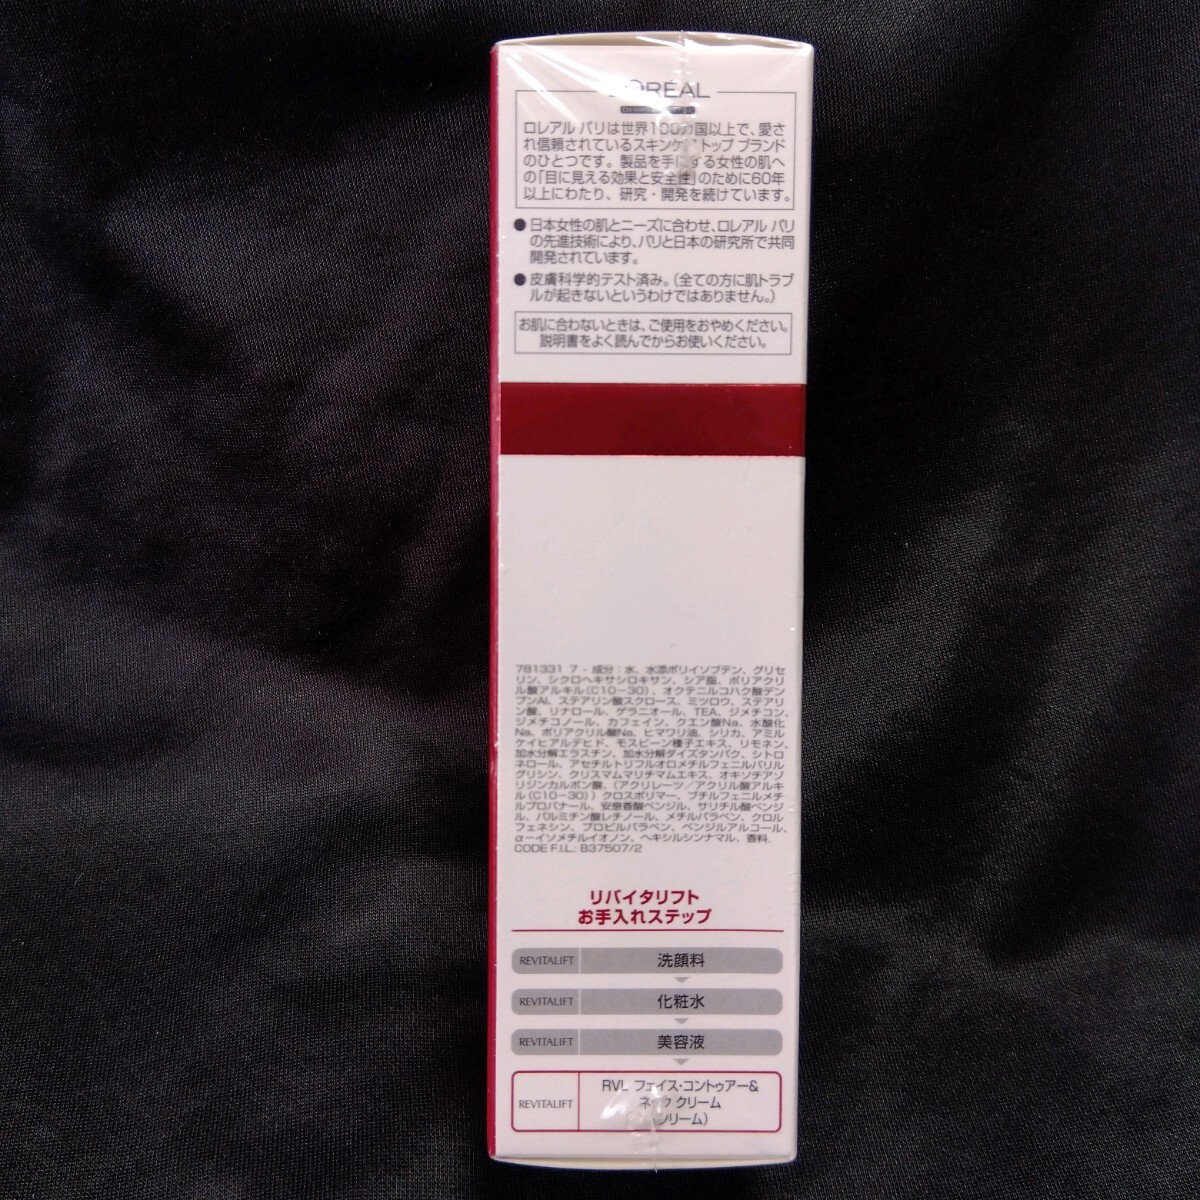 L'ORÉAL
ロレアル パリは世界100カ国以上で、愛さ
れ信頼されているスキンケア トップ ブランド
のひとつです。製品を手にする女性の肌へ
の「目に見える効果と安全性」のために60年
以上にわたり、研究・開発を続けています。
● 日本女性の肌とニーズに合わせ、ロレアル パリ
の先進技術により、パリと日本の研究所で共同
開発されています。
● 皮膚科学的テスト済み。(全ての方に肌トラブ
ルが起きないというわけではありません。)
お肌に合わないときは、ご使用をおやめください。
説明書をよく読んでからお使いください。
781331 7 - 成分：水、水添ポリイソブテン、グリセ
リン、シクロヘキサシロキサン、シア脂、ポリアクリ
ル酸アルキル(C10-30)、オクテニルコハク酸デン
プンAL、ステアリン酸スクロース、ミツロウ、ステアリ
ン酸、リナロール、ゲラニオール、TEA、ジメチコン、
ジメチコノール、カフェイン、クエン酸Na、水酸化
Na、ポリアクリル酸Na、ヒマワリ油、シリカ、アミル
ケイヒアルデヒド、モスビーン種子エキス、リモネン、
加水分解エラスチン、加水分解ダイズタンパク、シトロ
ネロール、アセチルトリフルオロメチルフェニルバリル
グリシン、クリスマムマリチマムエキス、オキソチアゾ
リジンカルボン酸、(アクリレーツ／アクリル酸アルキ
ル(C10-30))クロスポリマー、ブチルフェニルメチ
ルプロパナール、安息香酸ベンジル、サリチル酸ベンジ
ル、パルミチン酸レチノール、メチルパラベン、クロル
フェネシン、プロピルパラベン、ベンジルアルコール、
α-イソメチルイオノン、ヘキシルシンナマル、香料.
CODE F.I.L.: B37507/2
リバイタリフト
お手入れステップ
REVITALIFT 洗顔料
REVITALIFT 化粧水
REVITALIFT 美容液
RVL フェイス・コントゥアー&
REVITALIFT ネック クリーム
(クリーム)